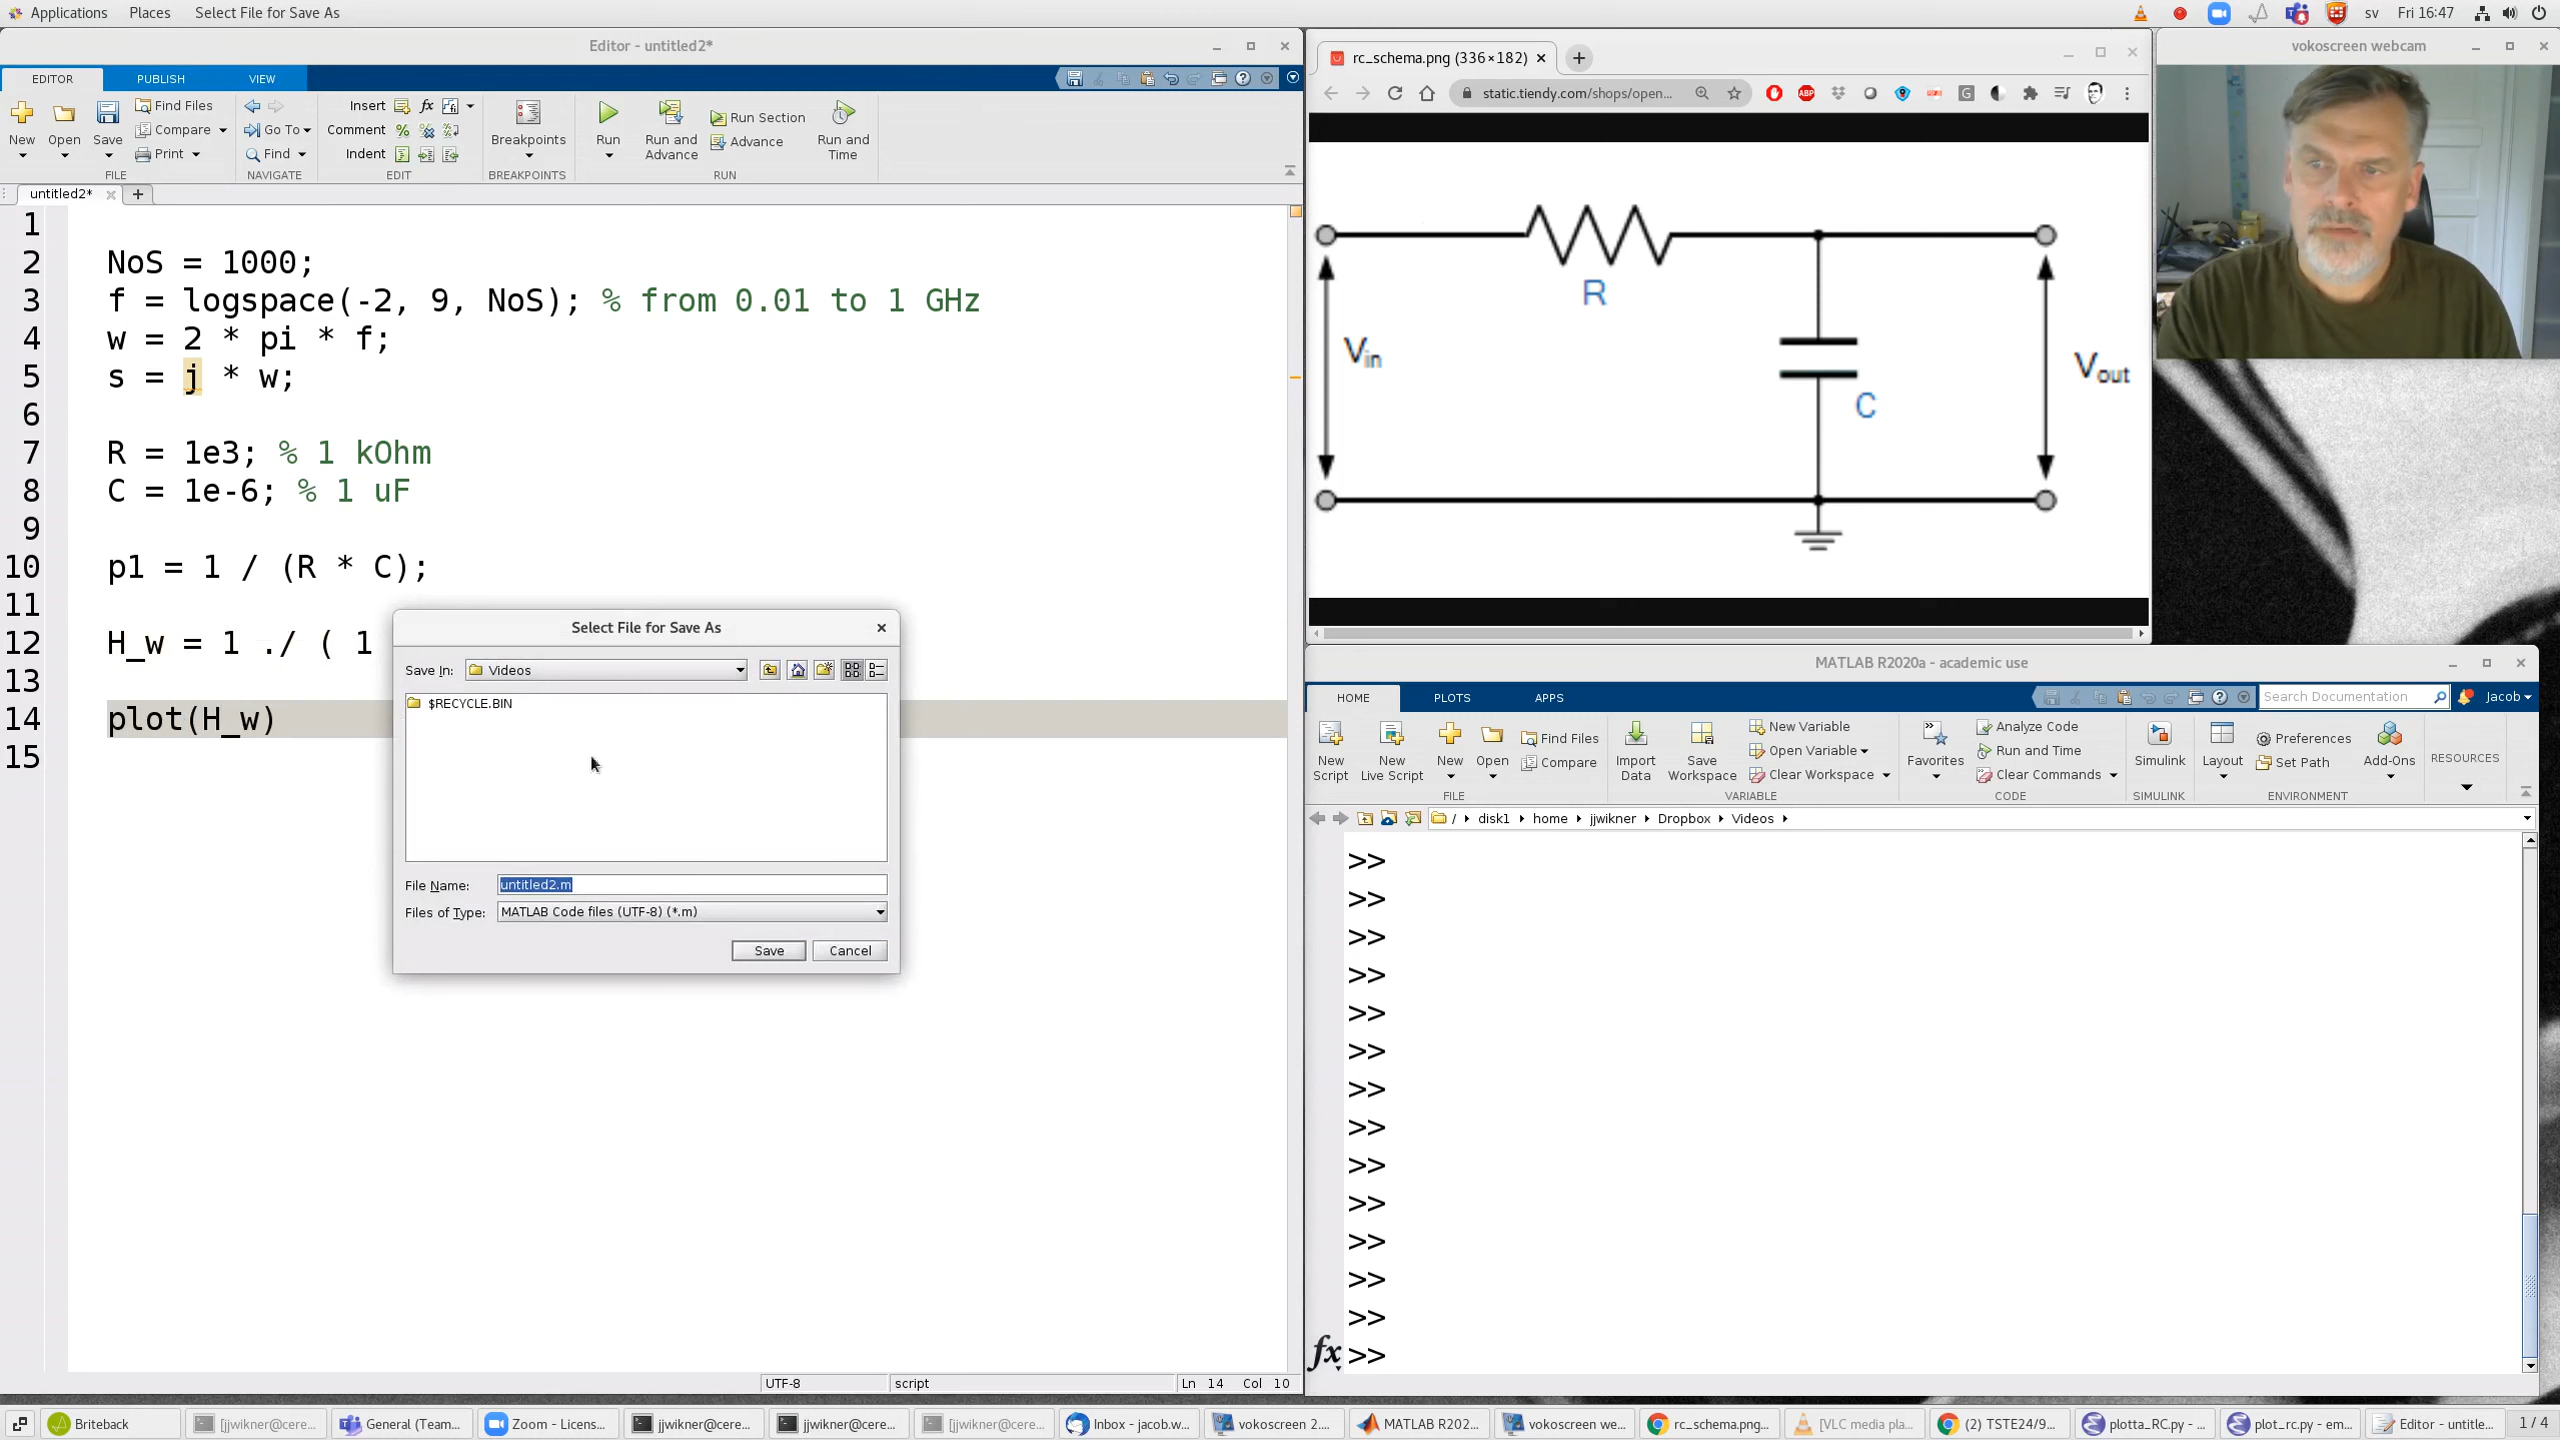 Applications Places Select File for Save As
sv Fri 16:47
Editor - untitled2*
EDITOR PUBLISH VIEW
New Open Save
Find Files
Compare
Print
FILE
Go To
Find
NAVIGATE
Insert
Comment
Indent
EDIT
Breakpoints
BREAKPOINTS
Run
Run and Advance
Run Section
Advance
Run and Time
RUN
untitled2*
1
2 NoS = 1000;
3 f = logspace(-2, 9, NoS); % from 0.01 to 1 GHz
4 w = 2 * pi * f;
5 s = j * w;
6
7 R = 1e3; % 1 kOhm
8 C = 1e-6; % 1 uF
9
10 p1 = 1 / (R * C);
11
12 H_w = 1 ./ ( 1
13
14 plot(H_w)
15
Select File for Save As
Save In: Videos
$RECYCLE.BIN
File Name: untitled2.m
Files of Type: MATLAB Code files (UTF-8) (*.m)
Save Cancel
UTF-8 script Ln 14 Col 10
rc_schema.png (336×182)
static.tiendy.com/shops/open...
R
Vin
C
Vout
vokoscreen webcam
MATLAB R2020a - academic use
HOME PLOTS APPS
Search Documentation
Jacob
New Script
New Live Script
New
Open
Find Files
Compare
FILE
Import Data
Save Workspace
New Variable
Open Variable
Clear Workspace
VARIABLE
Favorites
Analyze Code
Run and Time
Clear Commands
CODE
Simulink
SIMULINK
Layout
Preferences
Set Path
Add-Ons
ENVIRONMENT
RESOURCES
/ disk1 home jjwikner Dropbox Videos
>>
>>
>>
>>
>>
>>
>>
>>
>>
>>
>>
>>
>>
fx >>
Briteback
[jjwikner@cere...
General (Team...
Zoom - Licens...
jjwikner@cere...
jjwikner@cere...
[jjwikner@cere...
Inbox - jacob.w...
vokoscreen 2....
MATLAB R202...
vokoscreen we...
rc_schema.png...
[VLC media pla...
(2) TSTE24/9...
plotta_RC.py - ...
plot_rc.py - em...
Editor - untitle...
1 / 4